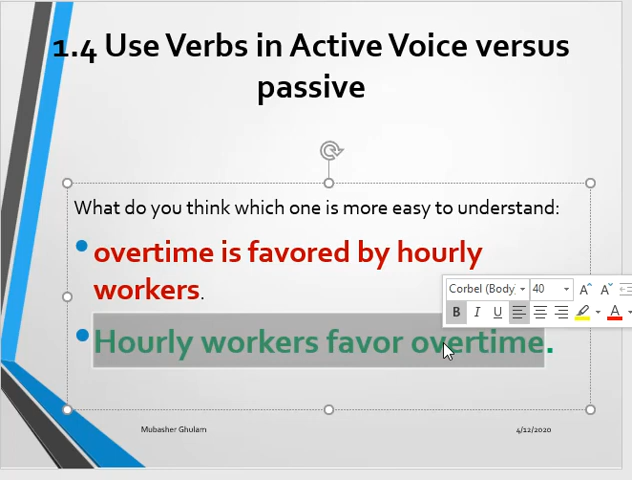 1.4 Use Verbs in Active Voice versus
passive
What do you think which one is more easy to understand:
•overtime is favored by hourly
workers.
Corbel (Body 40 A A
B I U A
•Hourly workers favor overtime.
Mubasher Ghulam 4/12/2020